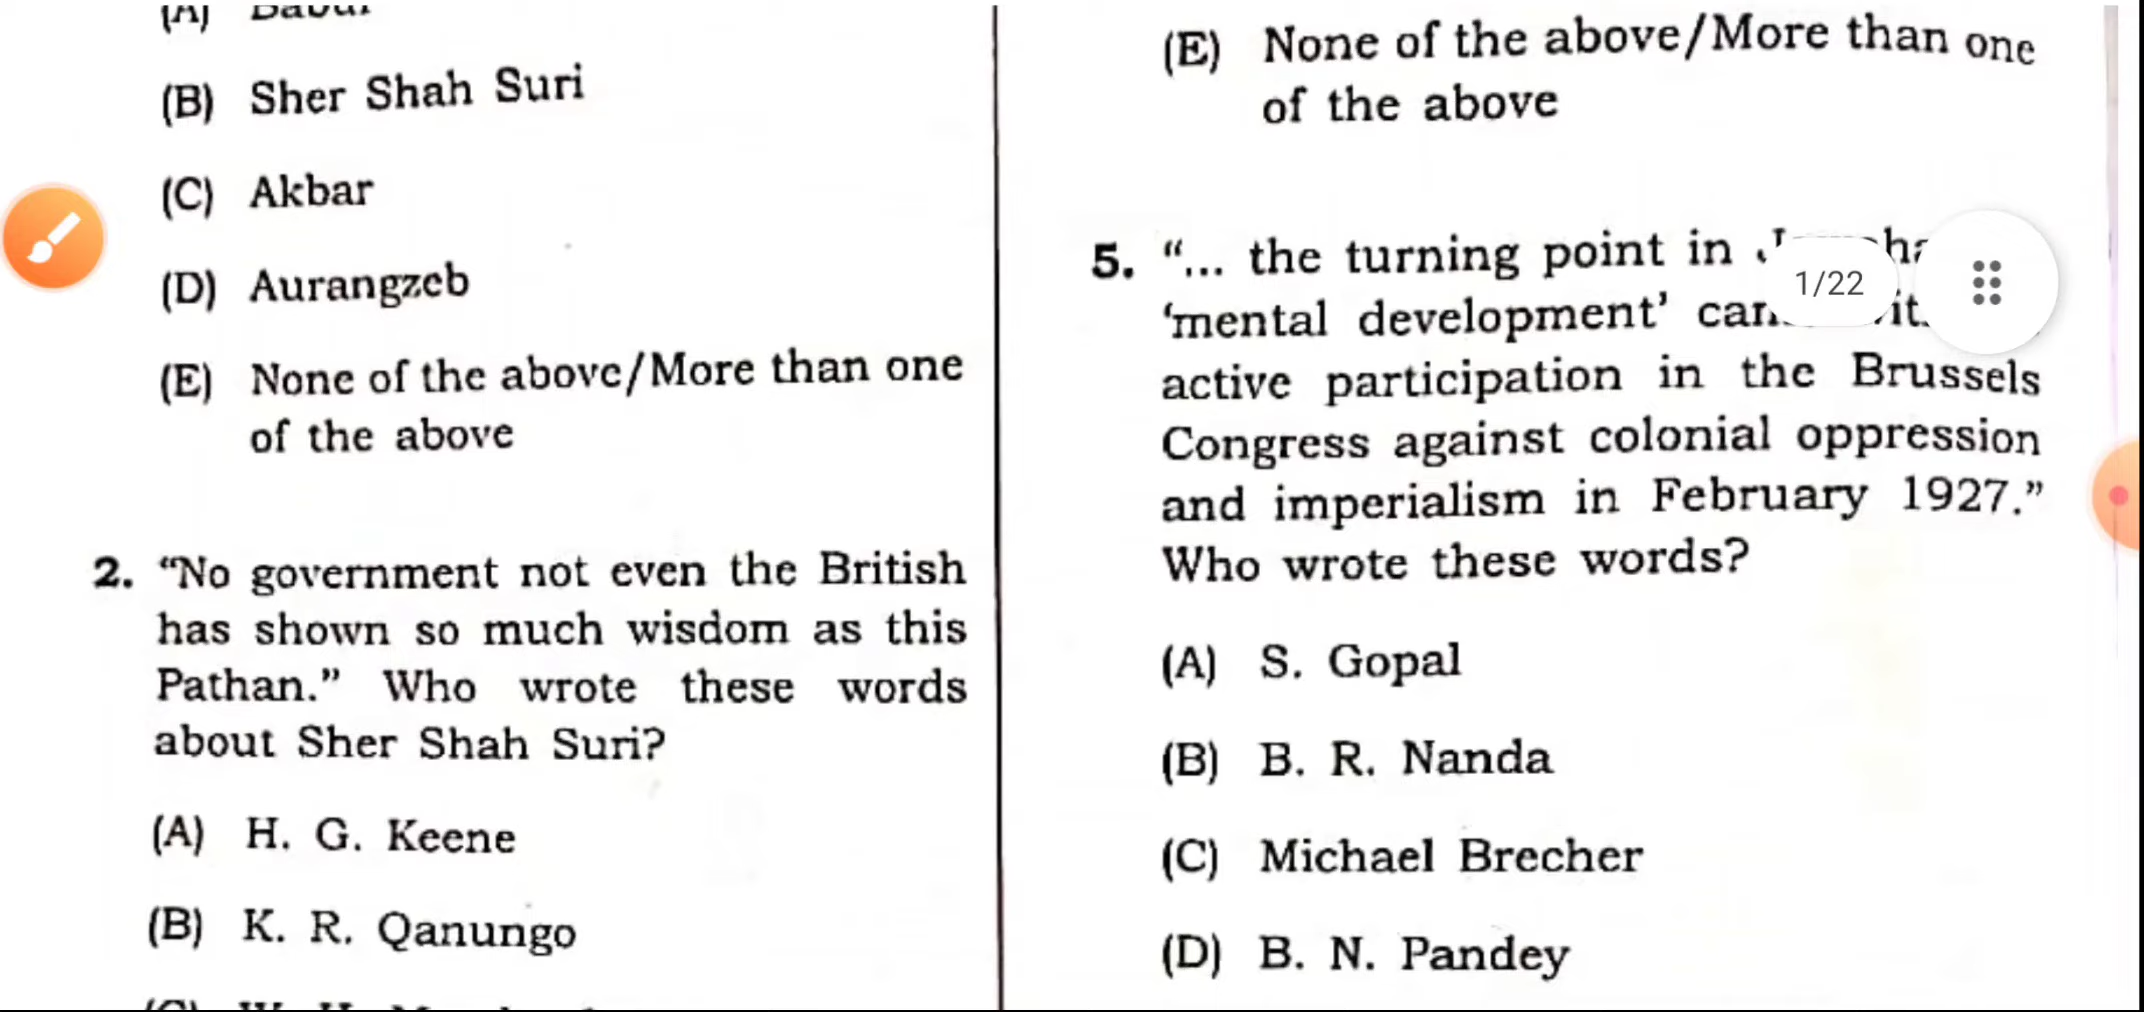 (B) Sher Shah Suri
(C) Akbar
(D) Aurangzeb
(E) None of the above/More than one
of the above
2. “No government not even the British
has shown so much wisdom as this
Pathan.” Who wrote these words
about Sher Shah Suri?
(A) H. G. Keene
(B) K. R. Qanungo
(E) None of the above/More than one
of the above
5. “... the turning point in
‘mental development’
active participation in the Brussels
Congress against colonial oppression
and imperialism in February 1927.”
Who wrote these words?
(A) S. Gopal
(B) B. R. Nanda
(C) Michael Brecher
(D) B. N. Pandey
1/22